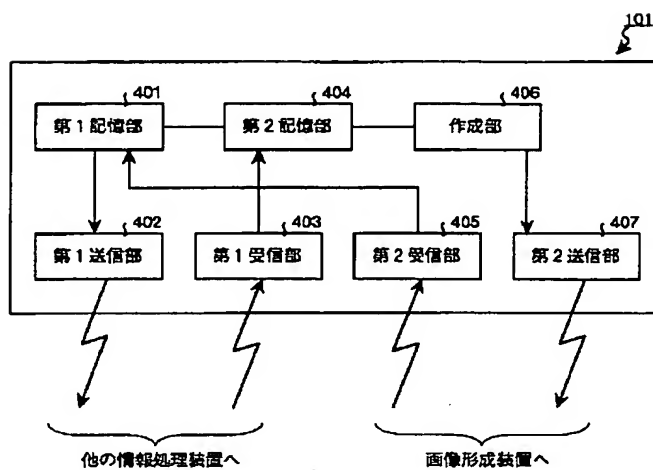 101
401
404
406
第1記憶部
第2記憶部
作成部
402
403
405
407
第1送信部
第1受信部
第2受信部
第2送信部
他の情報処理装置へ
画像形成装置へ